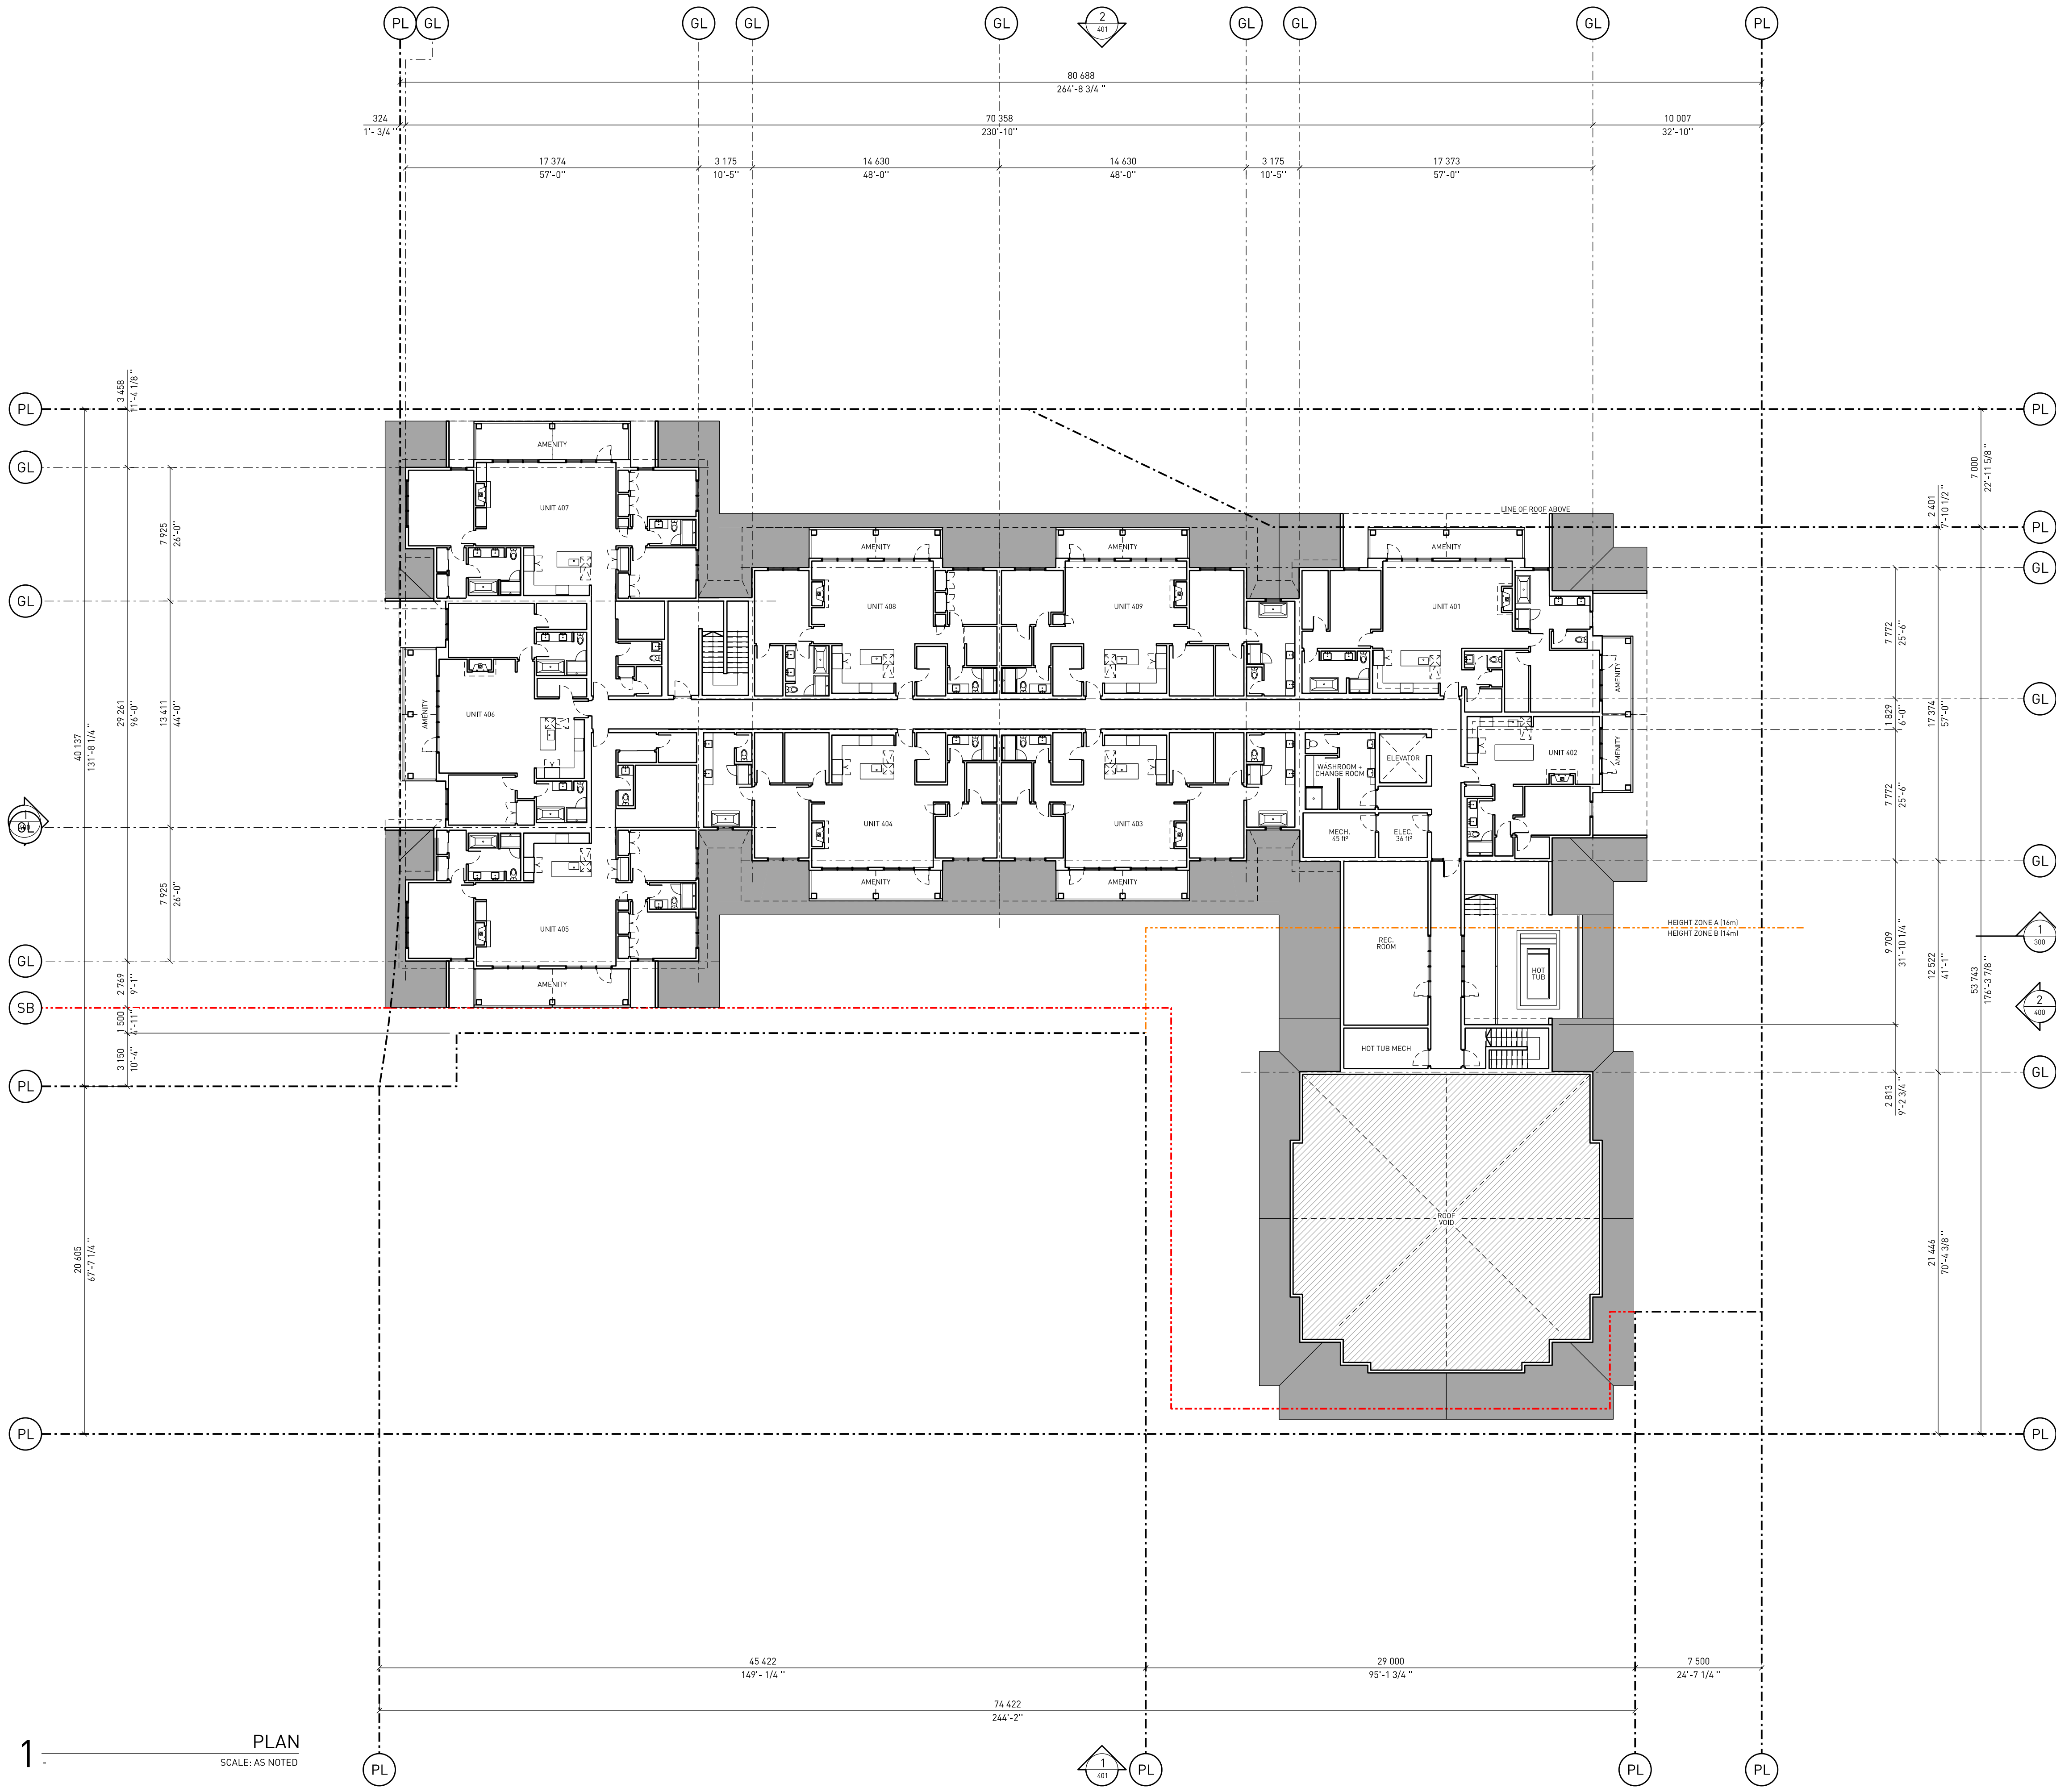 PL
GL
GL
GL
GL
2
401
GL
GL
GL
PL
80 688
264'-8 3/4 "
324
1'- 3/4 "
70 358
230'-10"
10 007
32'-10"
17 374
57'-0"
3 175
10'-5"
14 630
48'-0"
14 630
48'-0"
3 175
10'-5"
17 373
57'-0"
3 458
11'-4 1/8 "
PL
PL
AMENITY
GL
7 000
22'-11 5/8 "
2 401
7'-10 1/2 "
UNIT 407
LINE OF ROOF ABOVE
PL
7 925
26'-0"
AMENITY
AMENITY
AMENITY
GL
GL
UNIT 408
UNIT 409
UNIT 401
7 772
25'-6"
AMENITY
GL
40 137
131'-8 1/4 "
29 261
96'-0"
13 411
44'-0"
AMENITY
UNIT 406
1 829
6'-0"
17 374
57'-0"
AMENITY
UNIT 402
ELEVATOR
WASHROOM +
CHANGE ROOM
7 772
25'-6"
GL
UNIT 404
UNIT 403
MECH.
45 ft²
ELEC.
36 ft²
GL
AMENITY
AMENITY
7 925
26'-0"
UNIT 405
HEIGHT ZONE A (16m)
HEIGHT ZONE B (14m)
1
300
REC.
ROOM
9 709
31'-10 1/4 "
12 522
41'-1"
53 743
176'-3 7/8 "
GL
HOT
TUB
AMENITY
2 769
9'-1"
SB
2
400
1 500
4'-11"
3 150
10'-4"
HOT TUB MECH
PL
GL
2 813
9'-2 3/4 "
ROOF
VOID
20 605
67'-7 1/4 "
21 446
70'-4 3/8 "
PL
PL
45 422
149'- 1/4 "
29 000
95'-1 3/4 "
7 500
24'-7 1/4 "
74 422
244'-2"
1
-
PLAN
SCALE; AS NOTED
PL
1
401
PL
PL
PL